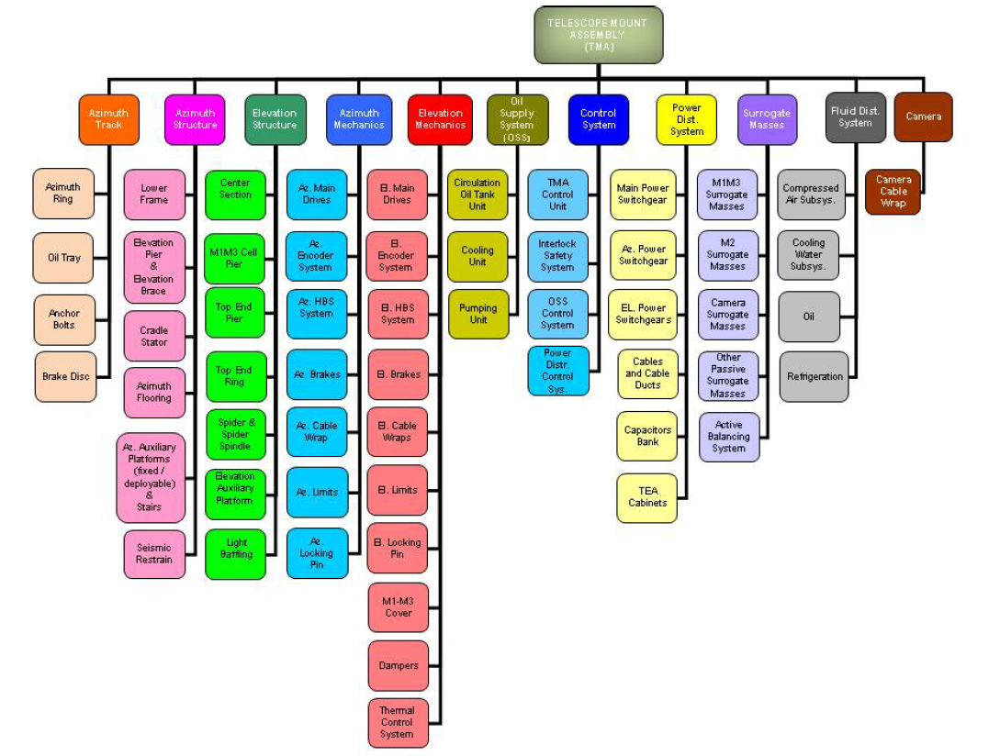 TELESCOPE MOUNT
ASSEMBLY
(TMA)
Azimuth
Track
Azimuth
Structure
Elevation
Structure
Azimuth
Mechanics
Elevation
Mechanics
Oil
Supply
System
(OSS)
Control
System
Power
Dist.
System
Surrogate
Masses
Fluid Dist.
System
Camera
Azimuth
Ring
Oil Tray
Anchor
Bolts
Brake Disc
Lower
Frame
Elevation
Pier
&
Elevation
Brace
Cradle
Stator
Azimuth
Flooring
Az. Auxiliary
Platforms
(fixed /
deployable)
&
Stairs
Seismic
Restrain
Center
Section
M1M3 Cell
Pier
Top End
Pier
Top End
Ring
Spider &
Spider
Spindle
Elevation
Auxiliary
Platform
Light
Baffling
Az. Main
Drives
Az.
Encoder
System
Az. HBS
System
Az. Brakes
Az. Cable
Wrap
Az. Limits
Az.
Locking
Pin
El. Main
Drives
El.
Encoder
System
El. HBS
System
El. Brakes
El. Cable
Wraps
El. Limits
El. Locking
Pin
M1-M3
Cover
Dampers
Thermal
Control
System
Circulation
Oil Tank
Unit
Cooling
Unit
Pumping
Unit
TMA
Control
Unit
Interlock
Safety
System
OSS
Control
System
Power
Distr.
Control
Sys.
Main Power
Switchgear
Az. Power
Switchgear
EL. Power
Switchgears
Cables
and Cable
Ducts
Capacitors
Bank
TEA
Cabinets
M1M3
Surrogate
Masses
M2
Surrogate
Masses
Camera
Surrogate
Masses
Other
Passive
Surrogate
Masses
Active
Balancing
System
Compressed
Air Subsys.
Cooling
Water
Subsys.
Oil
Refrigeration
Camera
Cable
Wrap